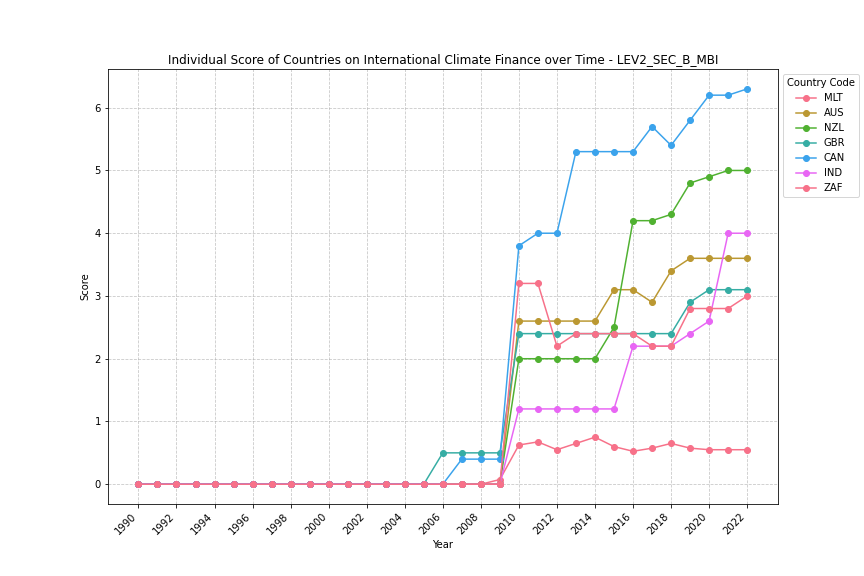 Individual Score of Countries on International Climate Finance over Time - LEV2_SEC_B_MBI
Country Code
MLT
AUS
NZL
GBR
CAN
IND
ZAF
Score
6
5
4
3
2
1
0
1990
1992
1994
1996
1998
2000
2002
2004
2006
2008
2010
2012
2014
2016
2018
2020
2022
Year